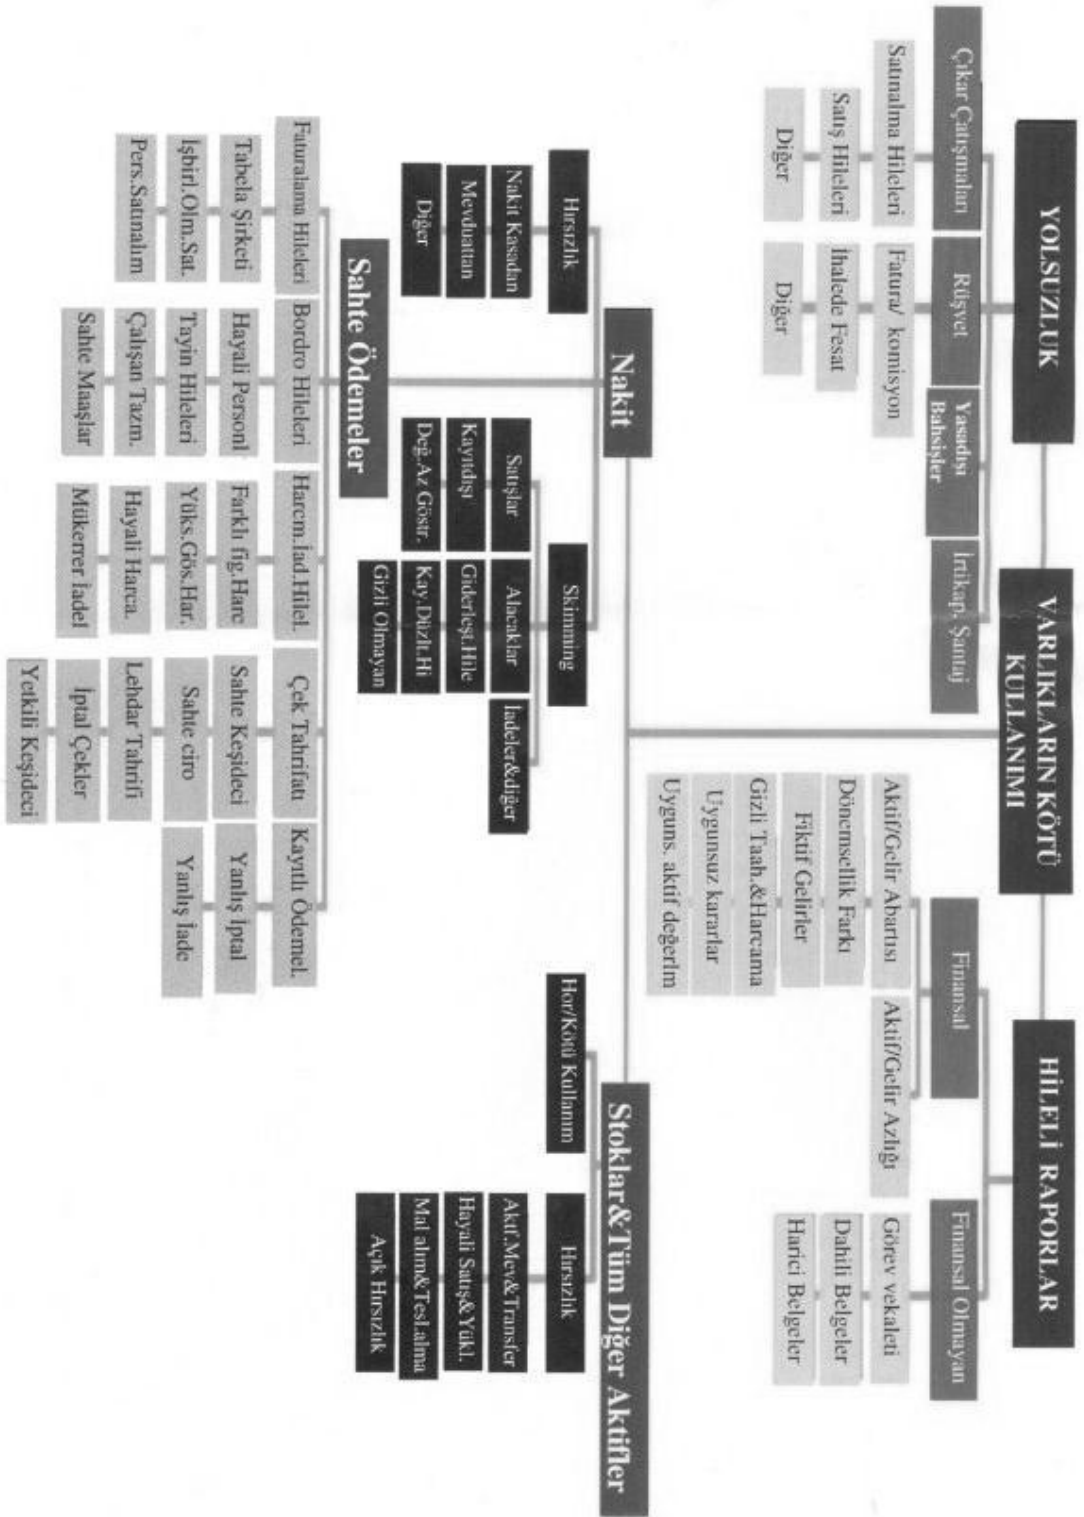 YOLSUZLUK
Çıkar Çatışmaları
Satınalma Hileleri
Satış Hileleri
Diğer
Rüşvet
Fatura/ komisyon
İhalede Fesat
Diğer
Yasadışı
Bahşişler
İrtikap, Şantaj
VARLIKLARIN KÖTÜ
KULLANIMI
HİLELİ RAPORLAR
Finansal
Aktif/Gelir Abartısı
Dönemsellik Farkı
Fiktif Gelirler
Gizli Taah.&Harcama
Uygunsuz kararlar
Uyguns. aktif değerlm
Aktif/Gelir Azlığı
Finansal Olmayan
Görev vekaleti
Dahili Belgeler
Harici Belgeler
Nakit
Hırsızlık
Nakit Kasadan
Mevduattan
Diğer
Skimming
Satışlar
Kayıtdışı
Değ.Az Göstr.
Alacaklar
Giderleşt.Hile
Kay.Düzlt.Hi
Gizli Olmayan
İadeler&diğer
Sahte Ödemeler
Faturalama Hileleri
Tabela Şirketi
İşbirl.Olm.Sat.
Pers.Satınalım
Bordro Hileleri
Hayali Personl
Tayin Hileleri
Çalışan Tazm.
Sahte Maaşlar
Harcm.İad.Hilel.
Farklı fig.Harc
Yüks.Gös.Har.
Hayali Harca.
Mükerrer İadel
Çek Tahrifatı
Sahte Keşideci
Sahte ciro
Lehdar Tahrifi
İptal Çekler
Yetkili Keşideci
Kayıtlı Ödemel.
Yanlış İptal
Yanlış İade
Stoklar&Tüm Diğer Aktifler
Hor/Kötü Kullanım
Hırsızlık
Aktf.Mev&Transfer
Hayali Satış&Yükl.
Mal alım&Tesl.alma
Açık Hırsızlık